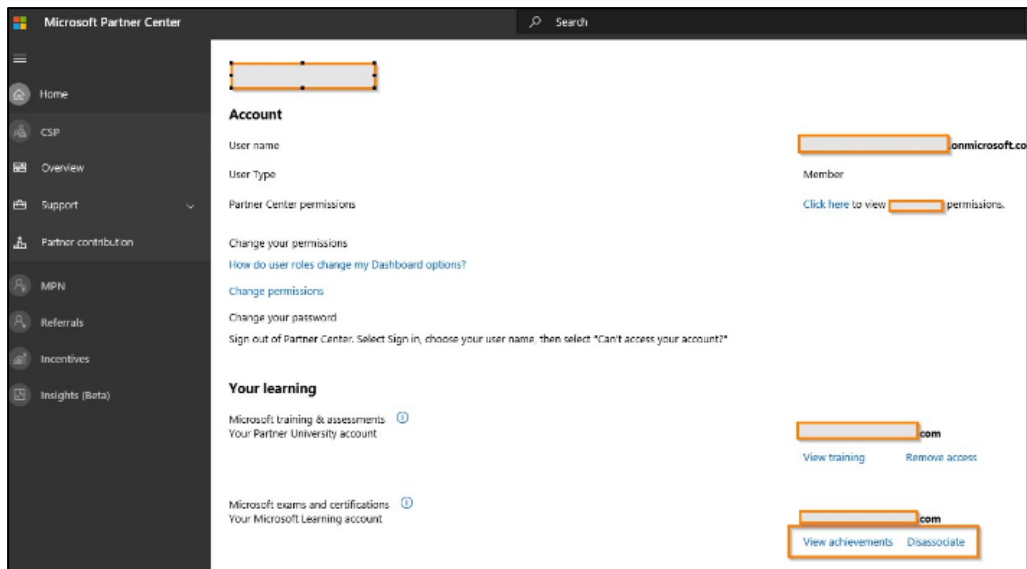 Microsoft Partner Center
Search
Home
CSP
Overview
Support
Partner contribution
MPN
Referrals
Incentives
Insights (Beta)
Account
User name
.onmicrosoft.co
User Type
Member
Partner Center permissions
Click here to view permissions.
Change your permissions
How do user roles change my Dashboard options?
Change permissions
Change your password
Sign out of Partner Center. Select Sign in, choose your user name, then select "Can't access your account?"
Your learning
Microsoft training & assessments
Your Partner University account
com
View training Remove access
Microsoft exams and certifications
Your Microsoft Learning account
com
View achievements Disassociate